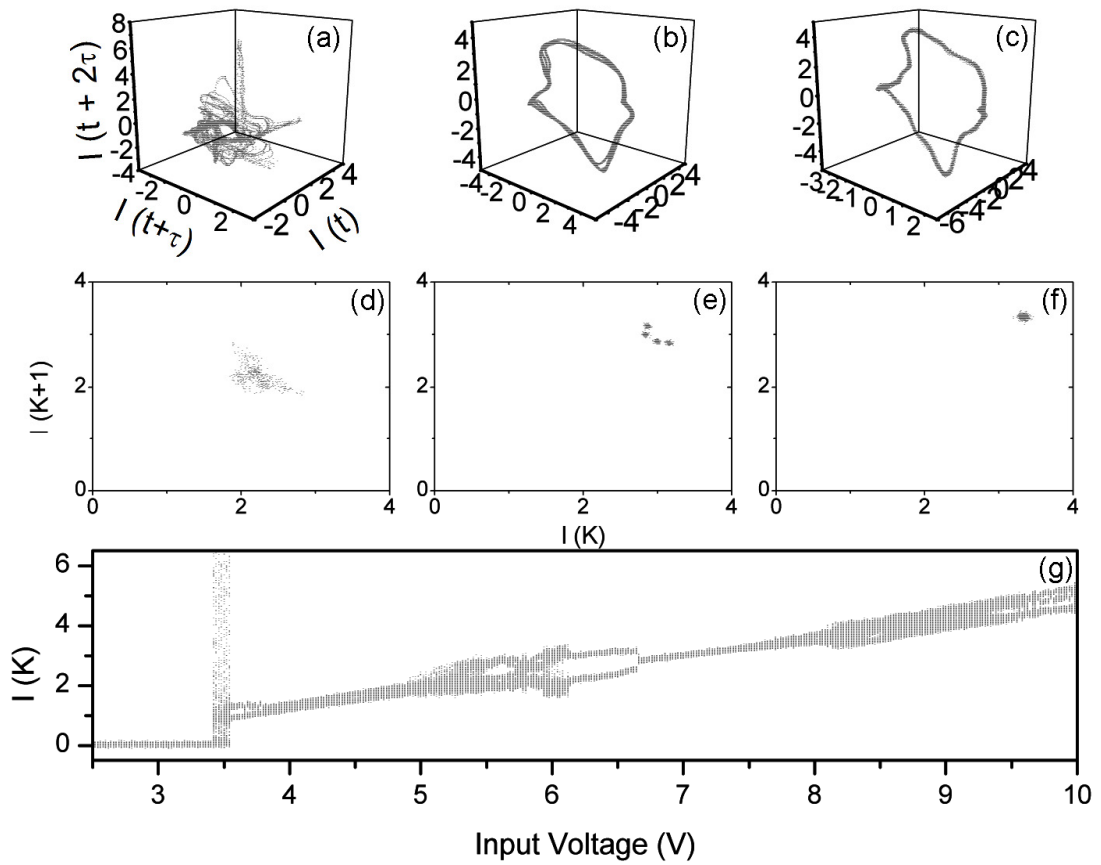 (a) (b) (c)
I (t + 2τ)
8 6 4 2 0 -2 -4
-2 0 2
I (t+τ)
-2 0 2 4
I (t)
4 2 0 -2 -4
-4 -2 0 2 4
-4 -2 0 2 4
4 2 0 -2 -4
-3 -2 -1 0 1 2
-6 -4 -2 0 2 4
(d) (e) (f)
I (K+1)
4 2 0
0 2 4
4 2 0
0 2 4
4 2 0
0 2 4
I (K)
(g)
I (K)
6 4 2 0
3 4 5 6 7 8 9 10
Input Voltage (V)